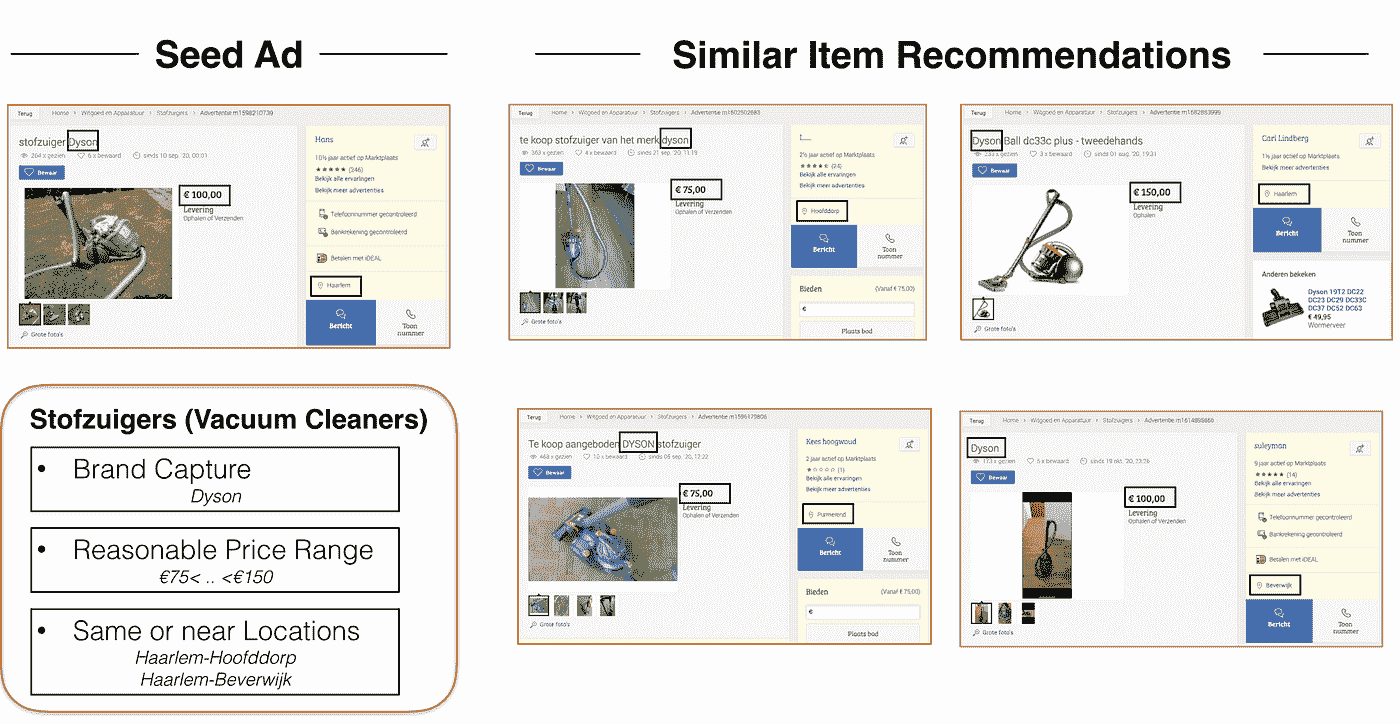 Seed Ad
Similar Item Recommendations
Terug Home > Witgoed en Apparatuur > Stofzuigers > Advertentie m1598210739
stofzuiger Dyson
264 x gezien 6 x bewaard sinds 10 sep. '20, 00:01
Bewaar
€ 100,00
Levering
Ophalen of Verzenden
Grote foto's
Hans
10½ jaar actief op Marktplaats
★★★★★ (246)
Bekijk alle ervaringen
Bekijk meer advertenties
Telefoonnummer gecontroleerd
Bankrekening gecontroleerd
Betalen met iDEAL
Haarlem
Bericht
Toon
nummer
Terug Home > Witgoed en Apparatuur > Stofzuigers > Advertentie
te koop stofzuiger van het merk dyson
363 x gezien 4 x bewaard sinds 21 sep. '20, 11:19
Bewaar
€ 75,00
Levering
Ophalen of Verzenden
Grote foto's
2½ jaar actief op Marktplaats
(24)
Bekijk alle ervaringen
Bekijk meer advertenties
Hoofddorp
Bericht
Toon
nummer
Bieden (Vanaf € 75,00)
€
Plaats bod
Terug Home > Witgoed en Apparatuur > Stofzuigers > Advertentie
Dyson Ball dc33c plus - tweedehands
3 x bewaard sinds 01 aug. '20, 19:31
Bewaar
€ 150,00
Levering
Ophalen
Grote foto's
Carl Lindberg
1½ jaar actief op Marktplaats
Bekijk meer advertenties
Haarlem
Bericht
Toon
nummer
Anderen bekeken
Dyson 19T2 DC22
DC23 DC29 DC33C
DC37 DC52 DC63
€ 49,95
Wormerveer
Stofzuigers (Vacuum Cleaners)
• Brand Capture
Dyson
• Reasonable Price Range
€75< .. <€150
• Same or near Locations
Haarlem-Hoofddorp
Haarlem-Beverwijk
Terug Home > Witgoed en Apparatuur > Stofzuigers > Advertentie
Te koop aangeboden DYSON stofzuiger
468 x gezien sinds 05 sep. '20,
Bewaar
€ 75,00
Levering
Ophalen of Verzenden
Grote foto's
Kees hoogwoud
2 jaar actief op Marktplaats
★☆☆☆☆ (1)
Bekijk alle ervaringen
Bekijk meer advertenties
Purmerend
Bericht
Toon
nummer
Bieden (Vanaf € 75,00)
€
Plaats bod
Terug Home > Witgoed en Apparatuur > Stofzuigers > Advertentie
Dyson
173 x gezien 5 x bewaard sinds 19 okt. '20, 23:26
Bewaar
€ 100,00
Levering
Ophalen of Verzenden
Grote foto's
suleyman
9 jaar actief op Marktplaats
★★★★★ (14)
Bekijk alle ervaringen
Bekijk meer advertenties
Telefoonnummer gecontroleerd
Bankrekening gecontroleerd
Betalen met iDEAL
Beverwijk
Bericht
Toon
nummer